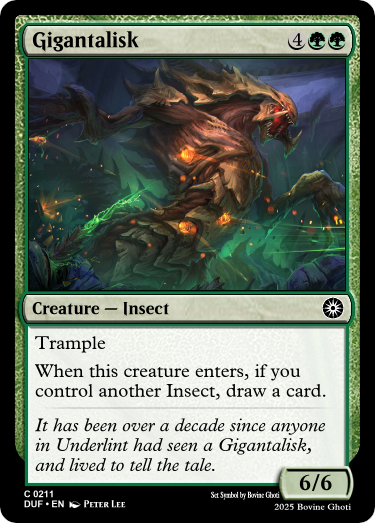 Gigantalisk 4
Creature — Insect
Trample
When this creature enters, if you
control another Insect, draw a card.
It has been over a decade since anyone
in Underlint had seen a Gigantalisk,
and lived to tell the tale.
6/6
C 0211
DUF • EN Peter Lee
Set Symbol by Bovine Ghoti
2025 Bovine Ghoti